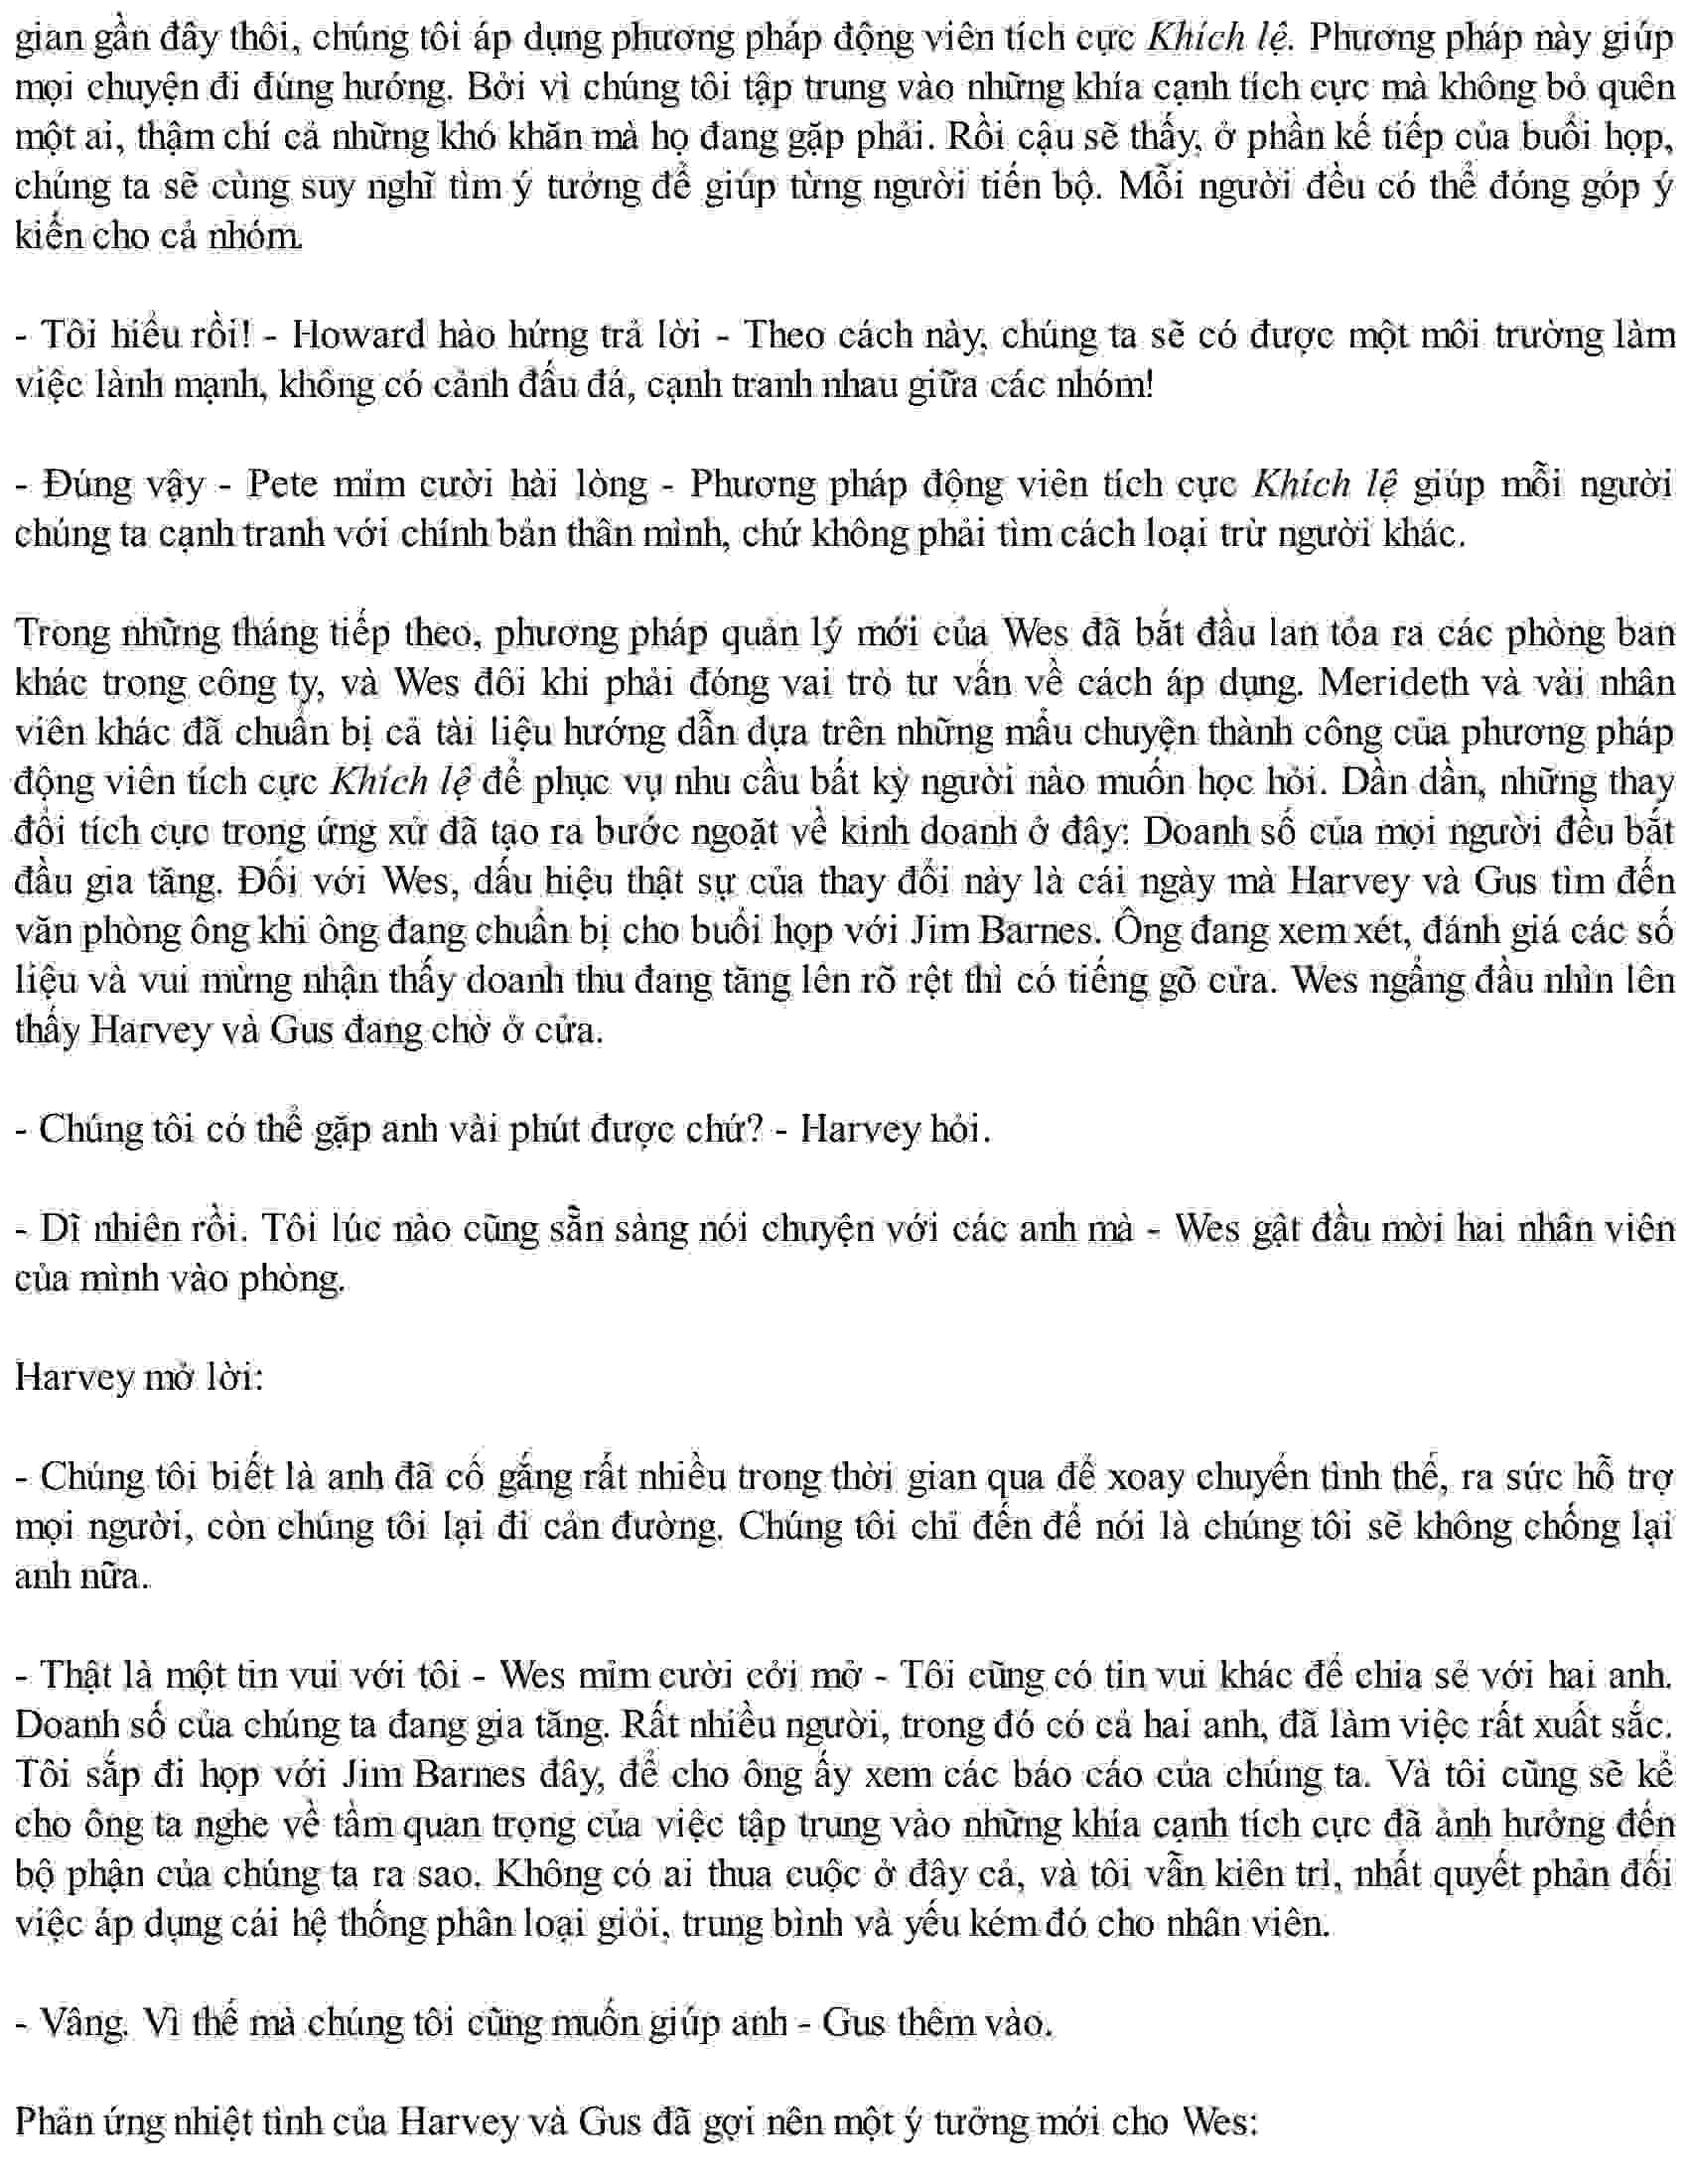 gian gần đây thôi, chúng tôi áp dụng phương pháp động viên tích cực Khích lệ. Phương pháp này giúp
mọi chuyện đi đúng hướng. Bởi vì chúng tôi tập trung vào những khía cạnh tích cực mà không bỏ quên
một ai, thậm chí cả những khó khăn mà họ đang gặp phải. Rồi cậu sẽ thấy, ở phần kế tiếp của buổi họp,
chúng ta sẽ cùng suy nghĩ tìm ý tưởng để giúp từng người tiến bộ. Mỗi người đều có thể đóng góp ý
kiến cho cả nhóm.
- Tôi hiểu rồi! - Howard hào hứng trả lời - Theo cách này, chúng ta sẽ có được một môi trường làm
việc lành mạnh, không có cảnh đấu đá, cạnh tranh nhau giữa các nhóm!
- Đúng vậy - Pete mỉm cười hài lòng - Phương pháp động viên tích cực Khích lệ giúp mỗi người
chúng ta cạnh tranh với chính bản thân mình, chứ không phải tìm cách loại trừ người khác.
Trong những tháng tiếp theo, phương pháp quản lý mới của Wes đã bắt đầu lan tỏa ra các phòng ban
khác trong công ty, và Wes đôi khi phải đóng vai trò tư vấn về cách áp dụng. Merideth và vài nhân
viên khác đã chuẩn bị cả tài liệu hướng dẫn dựa trên những mẩu chuyện thành công của phương pháp
động viên tích cực Khích lệ để phục vụ nhu cầu bất kỳ người nào muốn học hỏi. Dần dần, những thay
đổi tích cực trong ứng xử đã tạo ra bước ngoặt về kinh doanh ở đây: Doanh số của mọi người đều bắt
đầu gia tăng. Đối với Wes, dấu hiệu thật sự của thay đổi này là cái ngày mà Harvey và Gus tìm đến
văn phòng ông khi ông đang chuẩn bị cho buổi họp với Jim Barnes. Ông đang xem xét, đánh giá các số
liệu và vui mừng nhận thấy doanh thu đang tăng lên rõ rệt thì có tiếng gõ cửa. Wes ngẩng đầu nhìn lên
thấy Harvey và Gus đang chờ ở cửa.
- Chúng tôi có thể gặp anh vài phút được chứ? - Harvey hỏi.
- Dĩ nhiên rồi. Tôi lúc nào cũng sẵn sàng nói chuyện với các anh mà - Wes gật đầu mời hai nhân viên
của mình vào phòng.
Harvey mở lời:
- Chúng tôi biết là anh đã cố gắng rất nhiều trong thời gian qua để xoay chuyển tình thế, ra sức hỗ trợ
mọi người, còn chúng tôi lại đi cản đường. Chúng tôi chỉ đến để nói là chúng tôi sẽ không chống lại
anh nữa.
- Thật là một tin vui với tôi - Wes mỉm cười cởi mở - Tôi cũng có tin vui khác để chia sẻ với hai anh.
Doanh số của chúng ta đang gia tăng. Rất nhiều người, trong đó có cả hai anh, đã làm việc rất xuất sắc.
Tôi sắp đi họp với Jim Barnes đây, để cho ông ấy xem các báo cáo của chúng ta. Và tôi cũng sẽ kể
cho ông ta nghe về tầm quan trọng của việc tập trung vào những khía cạnh tích cực đã ảnh hưởng đến
bộ phận của chúng ta ra sao. Không có ai thua cuộc ở đây cả, và tôi vẫn kiên trì, nhất quyết phản đối
việc áp dụng cái hệ thống phân loại giỏi, trung bình và yếu kém đó cho nhân viên.
- Vâng. Vì thế mà chúng tôi cũng muốn giúp anh - Gus thêm vào.
Phản ứng nhiệt tình của Harvey và Gus đã gợi nên một ý tưởng mới cho Wes: